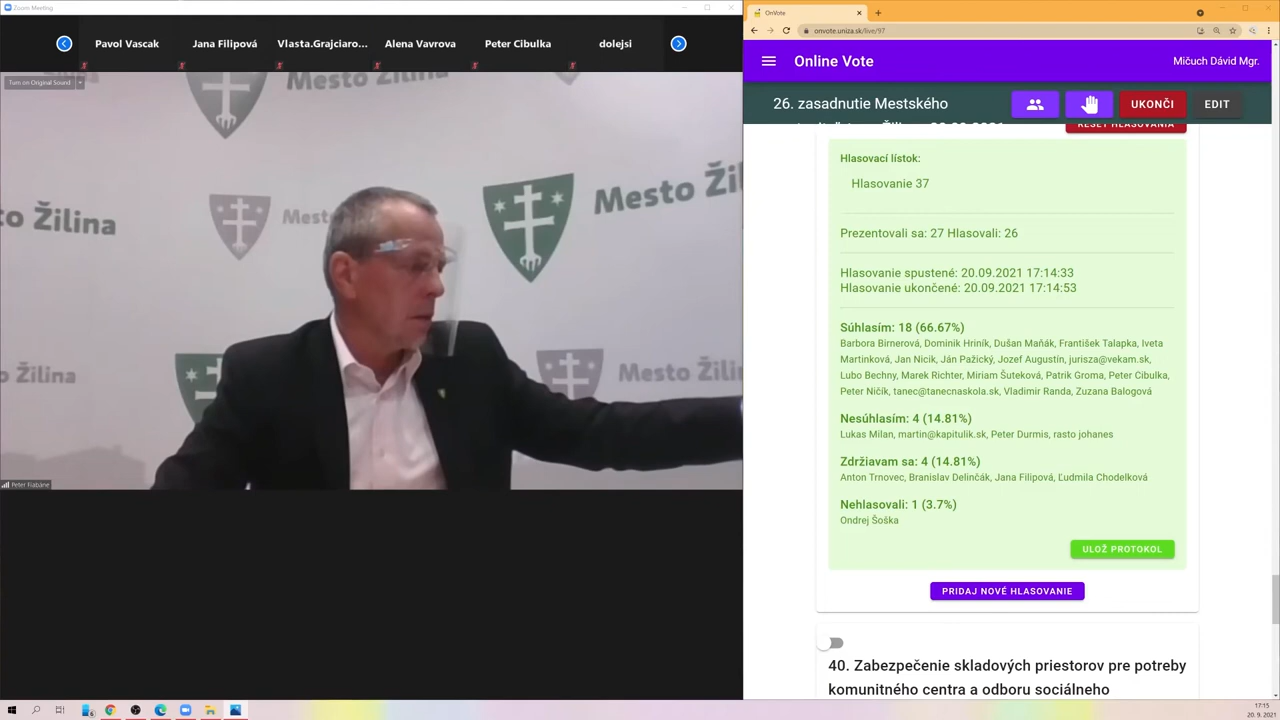 Zoom Meeting
Pavol Vascak
Jana Filipová
Vlasta.Grajciaro...
Alena Vavrova
Peter Cibulka
dolejsi
Turn on Original Sound
Mesto Žilina
Mesto Ži
to Žilina
Mesto
Mesto
Žilina
Peter Fiabáne
OnVote
onvote.uniza.sk/live/97
Online Vote
Mičuch Dávid Mgr.
26. zasadnutie Mestského
UKONČI
EDIT
RESET HLASOVANIA
Hlasovací lístok:
Hlasovanie 37
Prezentovali sa: 27 Hlasovali: 26
Hlasovanie spustené: 20.09.2021 17:14:33
Hlasovanie ukončené: 20.09.2021 17:14:53
Súhlasím: 18 (66.67%)
Barbora Birnerová, Dominik Hriník, Dušan Maňák, František Talapka, Iveta
Martinková, Jan Nicik, Ján Pažický, Jozef Augustín, jurisza@vekam.sk,
Lubo Bechny, Marek Richter, Miriam Šuteková, Patrik Groma, Peter Cibulka,
Peter Ničík, tanec@tanecnaskola.sk, Vladimir Randa, Zuzana Balogová
Nesúhlasím: 4 (14.81%)
Lukas Milan, martin@kapitulik.sk, Peter Durmis, rasto johanes
Zdržiavam sa: 4 (14.81%)
Anton Trnovec, Branislav Delinčák, Jana Filipová, Ľudmila Chodelková
Nehlasovali: 1 (3.7%)
Ondrej Šoška
ULOŽ PROTOKOL
PRIDAJ NOVÉ HLASOVANIE
40. Zabezpečenie skladových priestorov pre potreby
komunitného centra a odboru sociálneho
17:15
20. 9. 2021